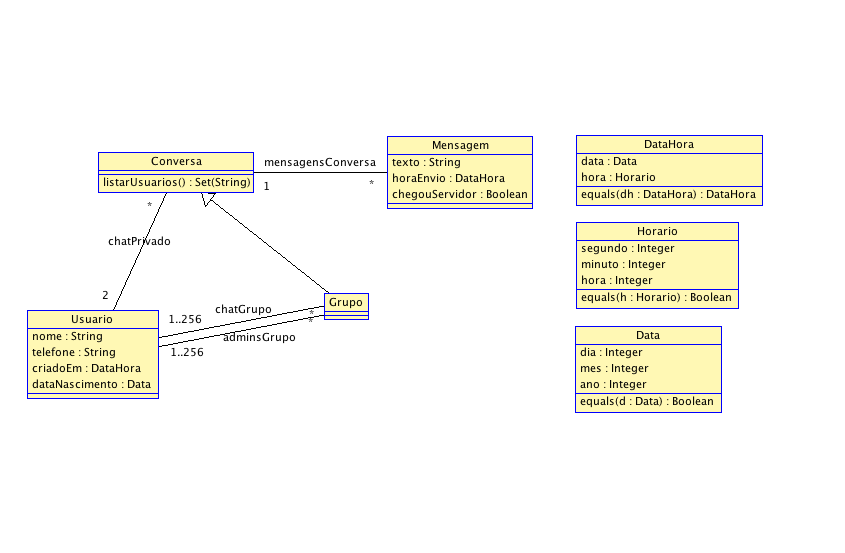 Conversa
listarUsuarios() : Set(String)
mensagensConversa
1
*
Mensagem
texto : String
horaEnvio : DataHora
chegouServidor : Boolean
DataHora
data : Data
hora : Horario
equals(dh : DataHora) : DataHora
Horario
segundo : Integer
minuto : Integer
hora : Integer
equals(h : Horario) : Boolean
*
chatPrivado
2
Usuario
nome : String
telefone : String
criadoEm : DataHora
dataNascimento : Data
1..256
chatGrupo
*
1..256
adminsGrupo
*
Grupo
Data
dia : Integer
mes : Integer
ano : Integer
equals(d : Data) : Boolean